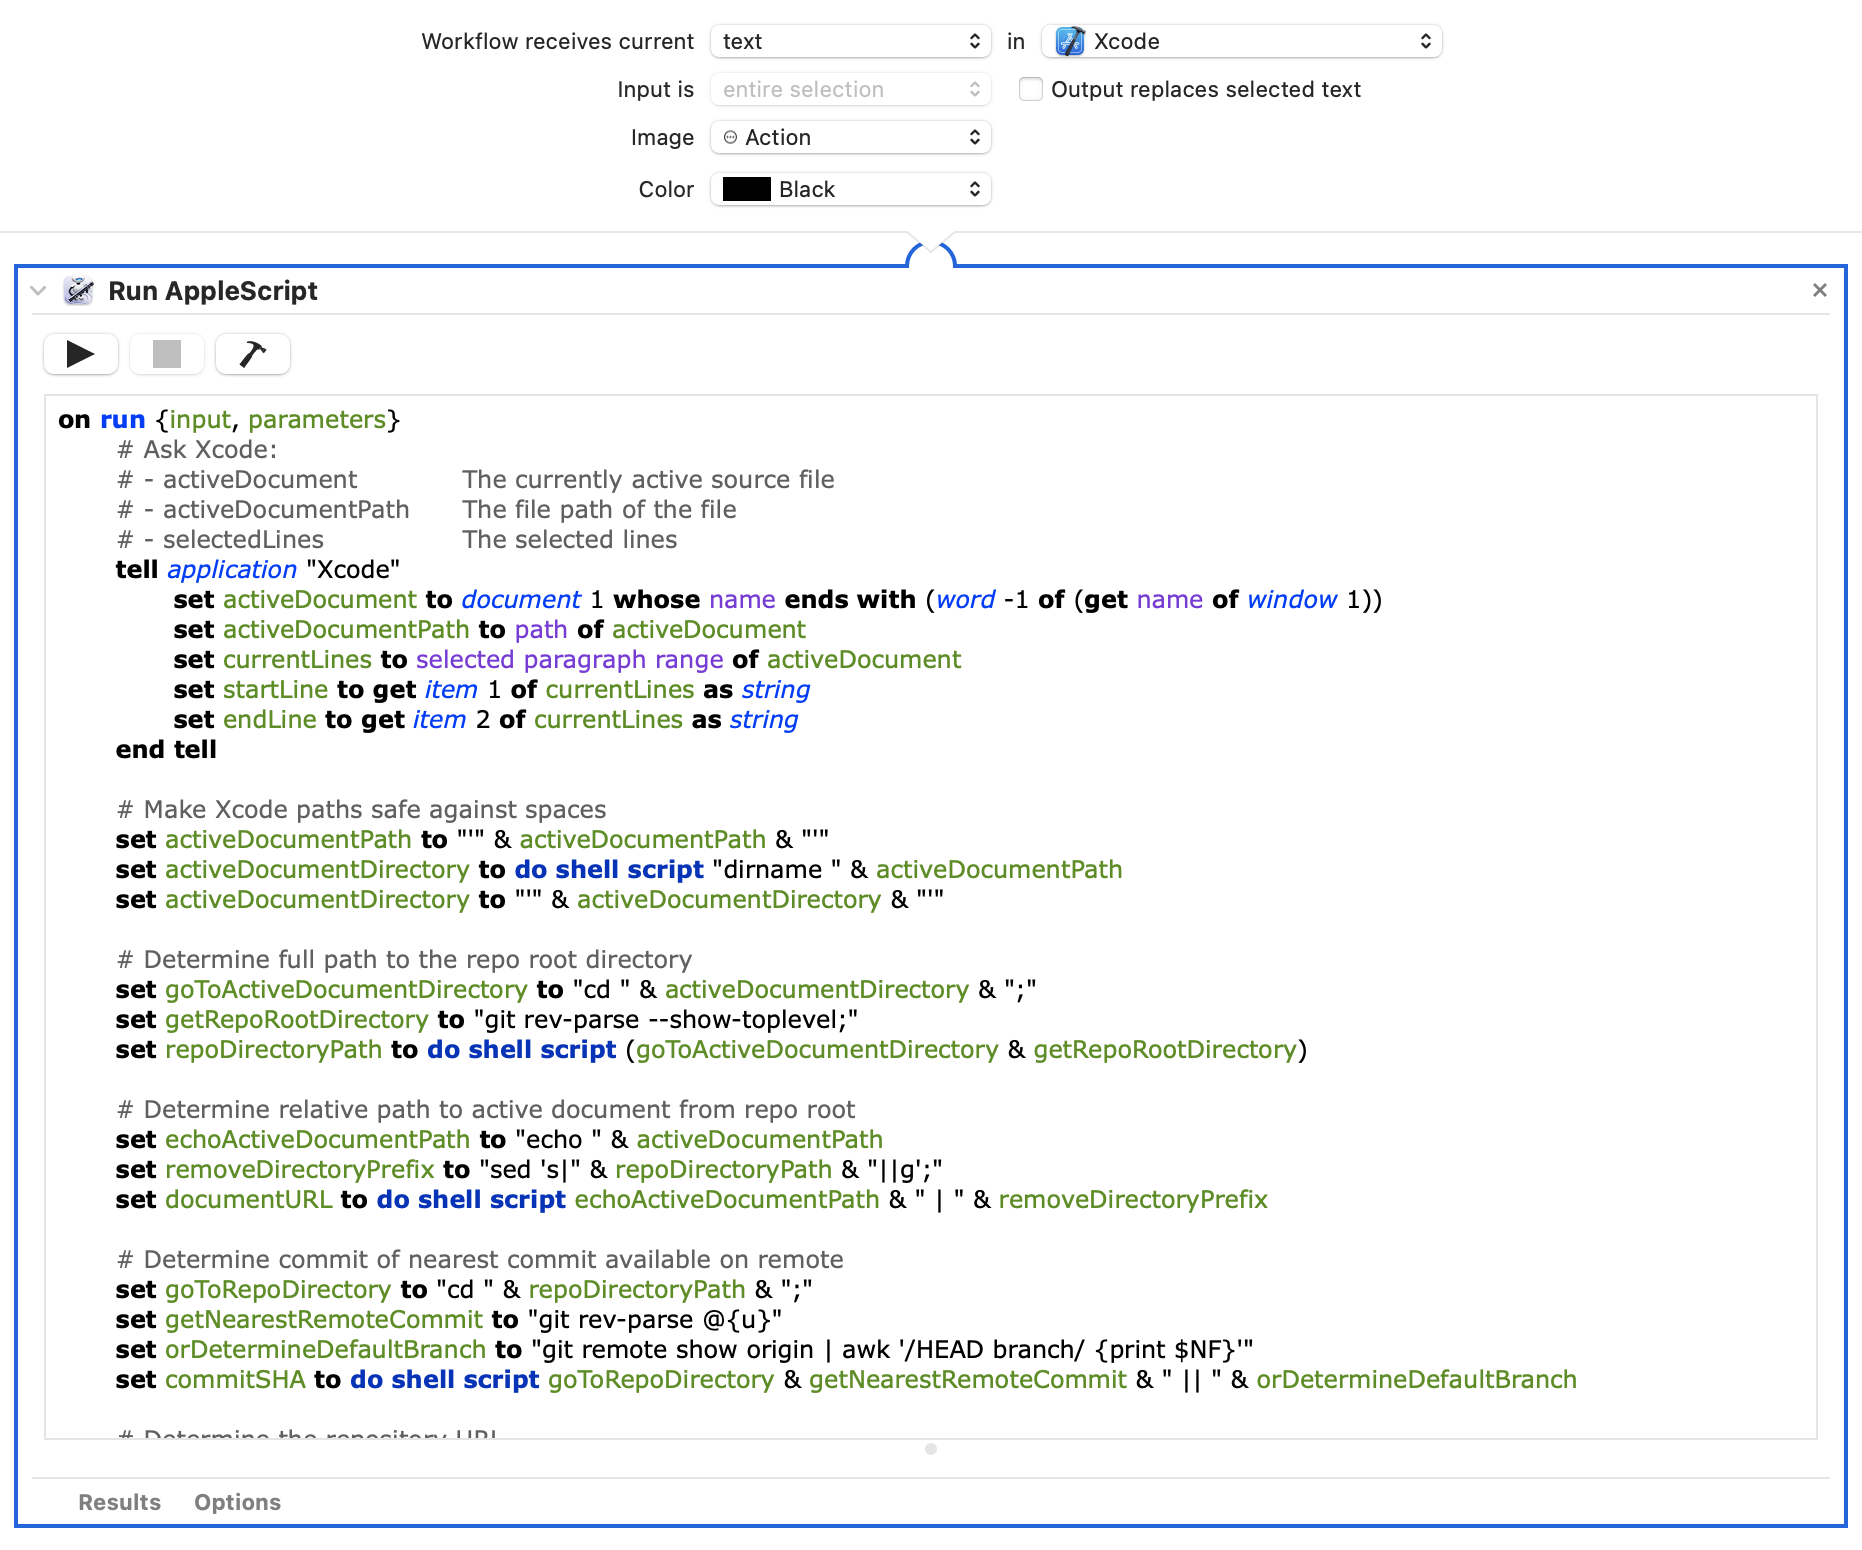 Workflow receives current text in Xcode
Input is entire selection Output replaces selected text
Image Action
Color Black
Run AppleScript
on run {input, parameters}
# Ask Xcode:
# - activeDocument The currently active source file
# - activeDocumentPath The file path of the file
# - selectedLines The selected lines
tell application "Xcode"
set activeDocument to document 1 whose name ends with (word -1 of (get name of window 1))
set activeDocumentPath to path of activeDocument
set currentLines to selected paragraph range of activeDocument
set startLine to get item 1 of currentLines as string
set endLine to get item 2 of currentLines as string
end tell
# Make Xcode paths safe against spaces
set activeDocumentPath to "'" & activeDocumentPath & "'"
set activeDocumentDirectory to do shell script "dirname " & activeDocumentPath
set activeDocumentDirectory to "'" & activeDocumentDirectory & "'"
# Determine full path to the repo root directory
set goToActiveDocumentDirectory to "cd " & activeDocumentDirectory & ";"
set getRepoRootDirectory to "git rev-parse --show-toplevel;"
set repoDirectoryPath to do shell script (goToActiveDocumentDirectory & getRepoRootDirectory)
# Determine relative path to active document from repo root
set echoActiveDocumentPath to "echo " & activeDocumentPath
set removeDirectoryPrefix to "sed 's|" & repoDirectoryPath & "||g';"
set documentURL to do shell script echoActiveDocumentPath & " | " & removeDirectoryPrefix
# Determine commit of nearest commit available on remote
set goToRepoDirectory to "cd " & repoDirectoryPath & ";"
set getNearestRemoteCommit to "git rev-parse @{u}"
set orDetermineDefaultBranch to "git remote show origin | awk '/HEAD branch/ {print $NF}'"
set commitSHA to do shell script goToRepoDirectory & getNearestRemoteCommit & " || " & orDetermineDefaultBranch
# Determine the repository URL
Results Options